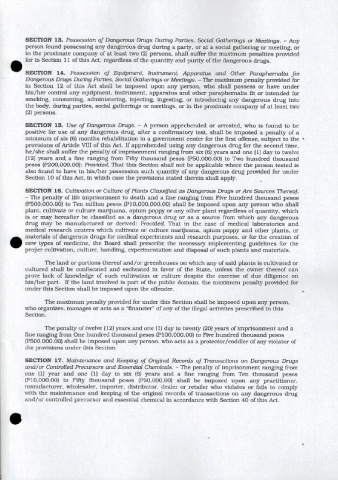 SECTION 13. Possession of Dangerous Drugs During Parties, Social Gatherings or Meetings. – Any
person found possessing any dangerous drug during a party, or at a social gathering or meeting, or
in the proximate company of at least two (2) persons, shall suffer the maximum penalties provided
for in Section 11 of this Act, regardless of the quantity and purity of the dangerous drugs.
SECTION 14. Possession of Equipment, Instrument, Apparatus and Other Paraphernalia for
Dangerous Drugs During Parties, Social Gatherings or Meetings. – The maximum penalty provided for
in Section 12 of this Act shall be imposed upon any person, who shall possess or have under
his/her control any equipment, instrument, apparatus and other paraphernalia fit or intended for
smoking, consuming, administering, injecting, ingesting, or introducing any dangerous drug into
the body, during parties, social gatherings or meetings, or in the proximate company of at least two
(2) persons.
SECTION 15. Use of Dangerous Drugs. – A person apprehended or arrested, who is found to be
positive for use of any dangerous drug, after a confirmatory test, shall be imposed a penalty of a
minimum of six (6) months rehabilitation in a government center for the first offense, subject to the
provisions of Article VIII of this Act. If apprehended using any dangerous drug for the second time,
he/she shall suffer the penalty of imprisonment ranging from six (6) years and one (1) day to twelve
(12) years and a fine ranging from Fifty thousand pesos (P50,000.00) to Two hundred thousand
pesos (P200,000.00): Provided, That this Section shall not be applicable where the person tested is
also found to have in his/her possession such quantity of any dangerous drug provided for under
Section 10 of this Act, in which case the provisions stated therein shall apply.
SECTION 16. Cultivation or Culture of Plants Classified as Dangerous Drugs or Are Sources Thereof.
– The penalty of life imprisonment to death and a fine ranging from Five hundred thousand pesos
(P500,000.00) to Ten million pesos (P10,000,000.00) shall be imposed upon any person who shall
plant, cultivate or culture marijuana, opium poppy or any other plant regardless of quantity, which
is or may hereafter be classified as a dangerous drug or as a source from which any dangerous
drug may be manufactured or derived: Provided, That in the case of medical laboratories and
medical research centers which cultivate or culture marijuana, opium poppy and other plants, or
materials of dangerous drugs for medical experiments and research purposes, or for the creation of
new types of medicine, the Board shall prescribe the necessary implementing guidelines for the
proper cultivation, culture, handling, experimentation and disposal of such plants and materials.
The land or portions thereof and/or greenhouses on which any of said plants is cultivated or
cultured shall be confiscated and escheated in favor of the State, unless the owner thereof can
prove lack of knowledge of such cultivation or culture despite the exercise of due diligence on
his/her part. If the land involved is part of the public domain, the maximum penalty provided for
under this Section shall be imposed upon the offender.
The maximum penalty provided for under this Section shall be imposed upon any person,
who organizes, manages or acts as a "financier" of any of the illegal activities prescribed in this
Section.
The penalty of twelve (12) years and one (1) day to twenty (20) years of imprisonment and a
fine ranging from One hundred thousand pesos (P100,000.00) to Five hundred thousand pesos
(P500,000.00) shall be imposed upon any person, who acts as a protector/coddler of any violator of
the provisions under this Section.
SECTION 17. Maintenance and Keeping of Original Records of Transactions on Dangerous Drugs
and/or Controlled Precursors and Essential Chemicals. – The penalty of imprisonment ranging from
one (1) year and one (1) day to six (6) years and a fine ranging from Ten thousand pesos
(P10,000.00) to Fifty thousand pesos (P50,000.00) shall be imposed upon any practitioner,
manufacturer, wholesaler, importer, distributor, dealer or retailer who violates or fails to comply
with the maintenance and keeping of the original records of transactions on any dangerous drug
and/or controlled precursor and essential chemical in accordance with Section 40 of this Act.